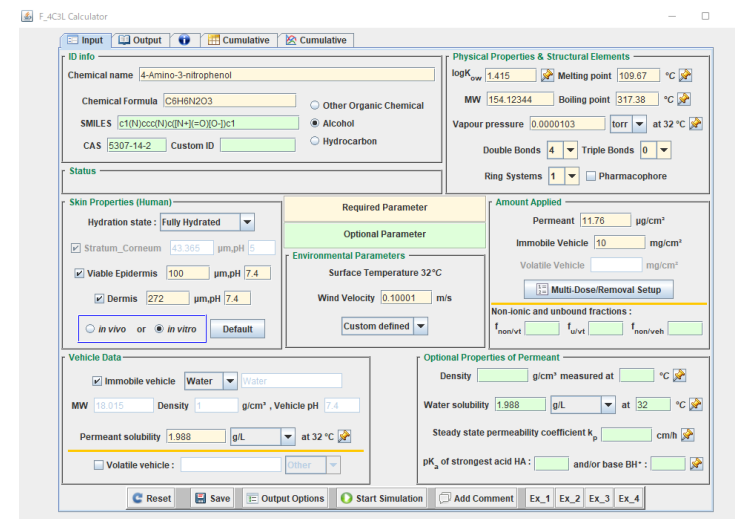 F_4C3L Calculator
Input Output Cumulative Cumulative
ID info
Chemical name 4-Amino-3-nitrophenol
Chemical Formula C6H6N2O3
Other Organic Chemical
SMILES c1(N)ccc(N)c([N+](=O)[O-])c1
Alcohol
CAS 5307-14-2 Custom ID
Hydrocarbon
Status
Physical Properties & Structural Elements
logKow 1.415 Melting point 109.67 °C
MW 154.12344 Boiling point 317.38 °C
Vapour pressure 0.0000103 torr at 32 °C
Double Bonds 4 Triple Bonds 0
Ring Systems 1 Pharmacophore
Skin Properties (Human)
Hydration state : Fully Hydrated
Stratum_Corneum 43.365 µm,pH 5
Viable Epidermis 100 µm,pH 7.4
Dermis 272 µm,pH 7.4
in vivo or in vitro Default
Required Parameter
Optional Parameter
Environmental Parameters
Surface Temperature 32°C
Wind Velocity 0.10001 m/s
Custom defined
Amount Applied
Permeant 11.76 µg/cm²
Immobile Vehicle 10 mg/cm²
Volatile Vehicle mg/cm²
Multi-Dose/Removal Setup
Non-ionic and unbound fractions :
fnon/vt fu/vt fnon/veh
Vehicle Data
Immobile vehicle Water Water
MW 18.015 Density 1 g/cm³ , Vehicle pH 7.4
Permeant solubility 1.988 g/L at 32 °C
Volatile vehicle : Other
Optional Properties of Permeant
Density g/cm³ measured at °C
Water solubility 1.988 g/L at 32 °C
Steady state permeability coefficient kp cm/h
pKa of strongest acid HA : and/or base BH⁺ :
Reset Save Output Options Start Simulation Add Comment Ex_1 Ex_2 Ex_3 Ex_4